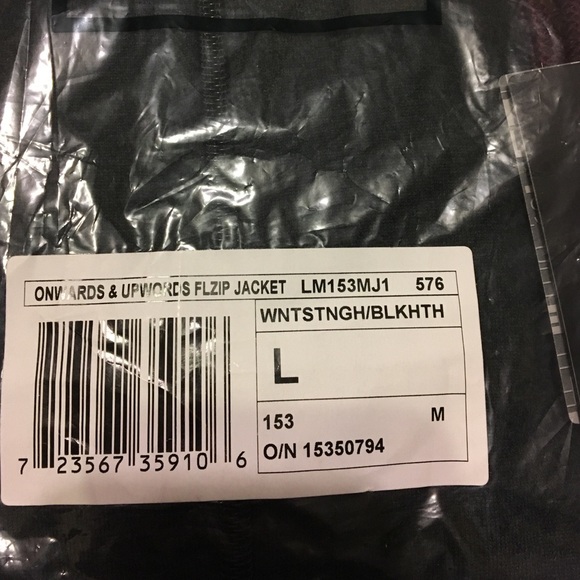 ONWARDS & UPWORDS FLZIP JACKET LM153MJ1 576
WNTSTNGH/BLKHTH
L
153 M
O/N 15350794
7 23567 35910 6